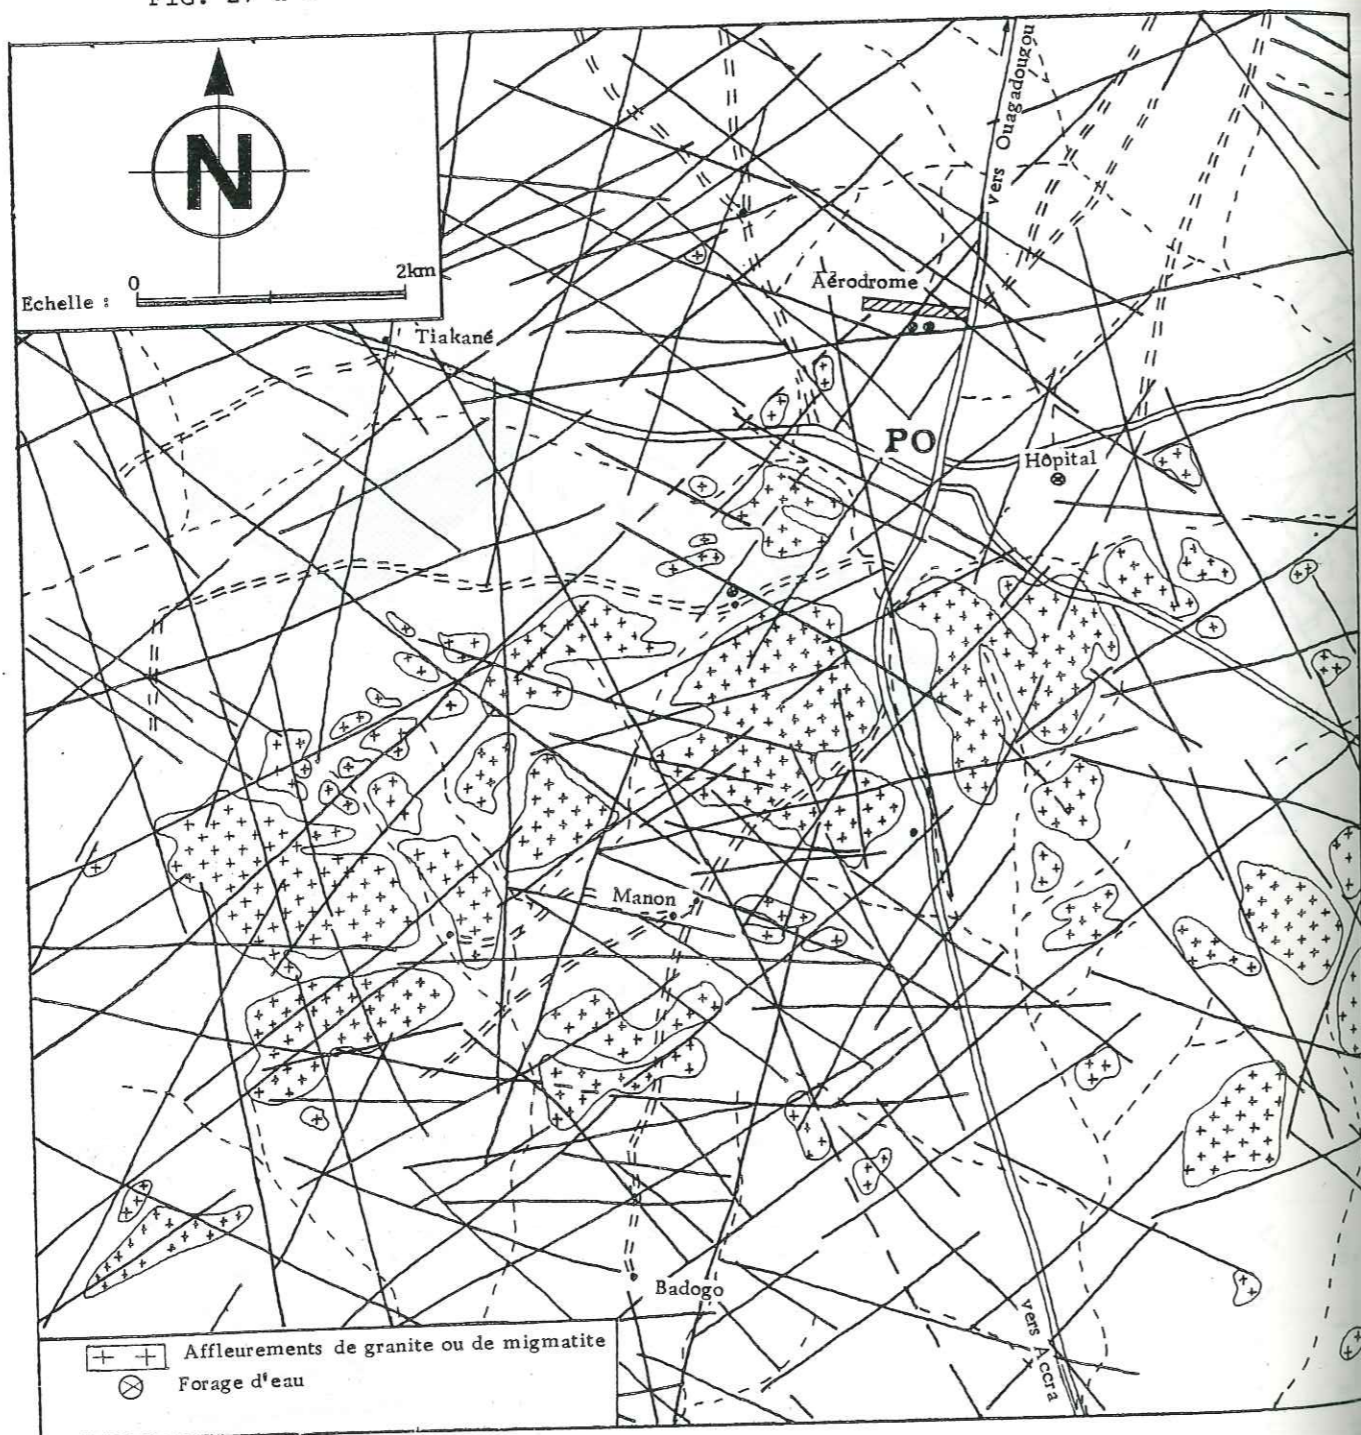 N
0
2km
Echelle :
vers Ouagadougou
Aérodrome
Tiakané
PO
Hôpital
Manon
Badogo
vers Accra
Affleurements de granite ou de migmatite
Forage d'eau